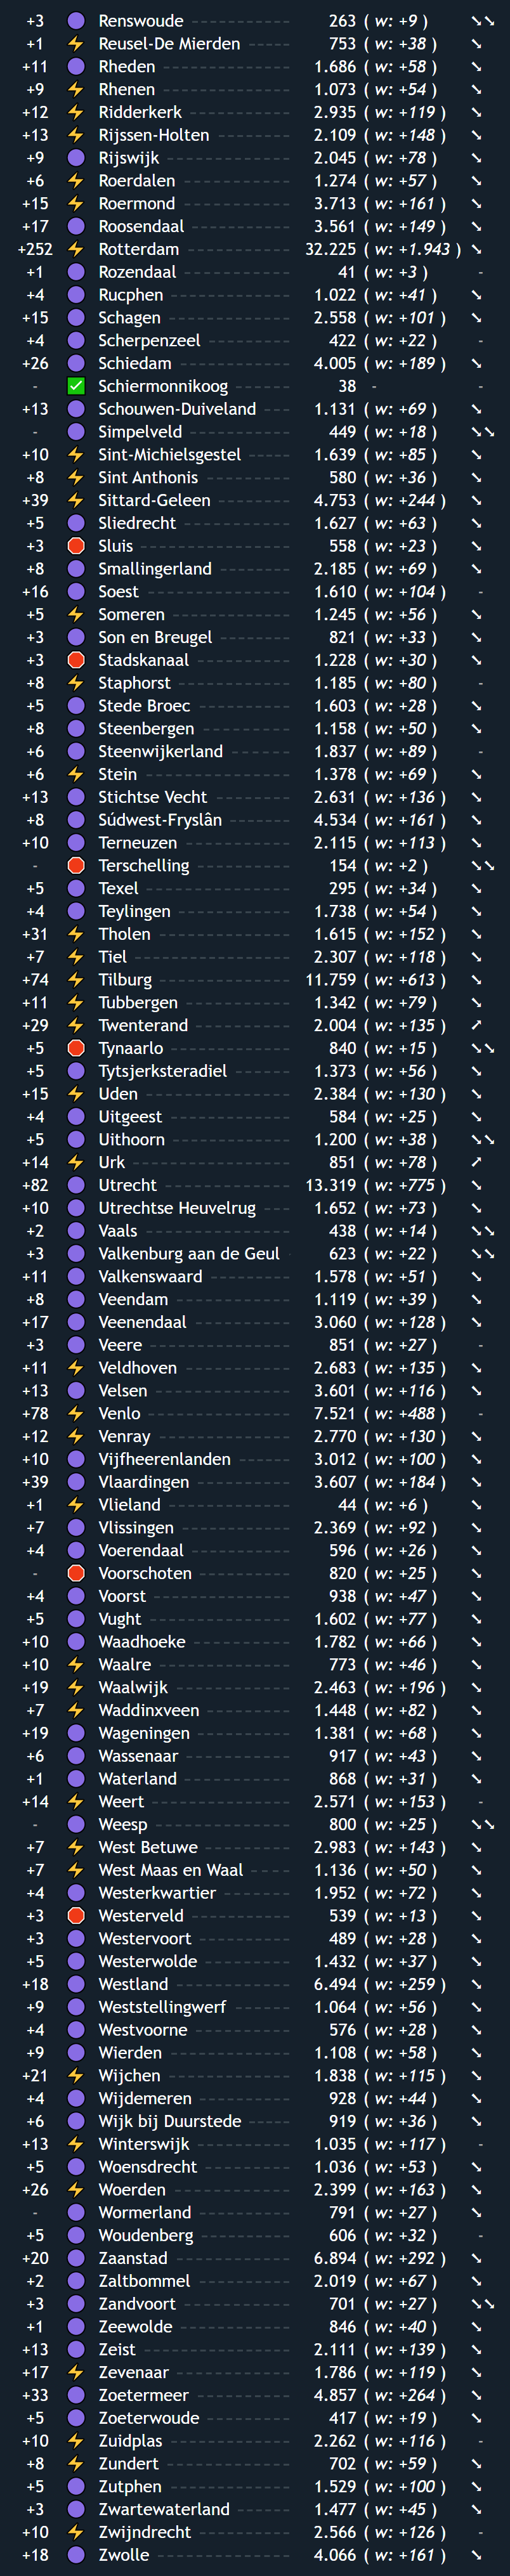 +3 Renswoude 263 ( w: +9 ) ↘↘
+1 ⚡ Reusel-De Mierden 753 ( w: +38 ) ↘
+11 Rheden 1.686 ( w: +58 ) ↘
+9 ⚡ Rhenen 1.073 ( w: +54 ) ↘
+12 ⚡ Ridderkerk 2.935 ( w: +119 ) ↘
+13 ⚡ Rijssen-Holten 2.109 ( w: +148 ) ↘
+9 Rijswijk 2.045 ( w: +78 ) ↘
+6 ⚡ Roerdalen 1.274 ( w: +57 ) ↘
+15 ⚡ Roermond 3.713 ( w: +161 ) ↘
+17 Roosendaal 3.561 ( w: +149 ) ↘
+252 ⚡ Rotterdam 32.225 ( w: +1.943 ) ↘
+1 Rozendaal 41 ( w: +3 ) -
+4 Rucphen 1.022 ( w: +41 ) ↘
+15 Schagen 2.558 ( w: +101 ) ↘
+4 Scherpenzeel 422 ( w: +22 ) -
+26 Schiedam 4.005 ( w: +189 ) ↘
- ✅ Schiermonnikoog 38 - -
+13 Schouwen-Duiveland 1.131 ( w: +69 ) ↘
- Simpelveld 449 ( w: +18 ) ↘↘
+10 ⚡ Sint-Michielsgestel 1.639 ( w: +85 ) ↘
+8 ⚡ Sint Anthonis 580 ( w: +36 ) ↘
+39 ⚡ Sittard-Geleen 4.753 ( w: +244 ) ↘
+5 Sliedrecht 1.627 ( w: +63 ) ↘
+3 Sluis 558 ( w: +23 ) ↘
+8 Smallingerland 2.185 ( w: +69 ) ↘
+16 Soest 1.610 ( w: +104 ) -
+5 ⚡ Someren 1.245 ( w: +56 ) ↘
+3 Son en Breugel 821 ( w: +33 ) ↘
+3 Stadskanaal 1.228 ( w: +30 ) ↘
+8 ⚡ Staphorst 1.185 ( w: +80 ) -
+5 Stede Broec 1.603 ( w: +28 ) ↘
+8 Steenbergen 1.158 ( w: +50 ) ↘
+6 Steenwijkerland 1.837 ( w: +89 ) -
+6 ⚡ Stein 1.378 ( w: +69 ) ↘
+13 Stichtse Vecht 2.631 ( w: +136 ) ↘
+8 Súdwest-Fryslân 4.534 ( w: +161 ) ↘
+10 Terneuzen 2.115 ( w: +113 ) ↘
- Terschelling 154 ( w: +2 ) ↘↘
+5 Texel 295 ( w: +34 ) ↘
+4 Teylingen 1.738 ( w: +54 ) ↘
+31 ⚡ Tholen 1.615 ( w: +152 ) ↘
+7 ⚡ Tiel 2.307 ( w: +118 ) ↘
+74 ⚡ Tilburg 11.759 ( w: +613 ) ↘
+11 ⚡ Tubbergen 1.342 ( w: +79 ) ↘
+29 ⚡ Twenterand 2.004 ( w: +135 ) ↗
+5 Tynaarlo 840 ( w: +15 ) ↘↘
+5 Tytsjerksteradiel 1.373 ( w: +56 ) ↘
+15 ⚡ Uden 2.384 ( w: +130 ) ↘
+4 Uitgeest 584 ( w: +25 ) ↘
+5 Uithoorn 1.200 ( w: +38 ) ↘↘
+14 ⚡ Urk 851 ( w: +78 ) ↗
+82 Utrecht 13.319 ( w: +775 ) ↘
+10 Utrechtse Heuvelrug 1.652 ( w: +73 ) ↘
+2 Vaals 438 ( w: +14 ) ↘↘
+3 Valkenburg aan de Geul 623 ( w: +22 ) ↘↘
+11 Valkenswaard 1.578 ( w: +51 ) ↘
+8 Veendam 1.119 ( w: +39 ) ↘
+17 Veenendaal 3.060 ( w: +128 ) ↘
+3 Veere 851 ( w: +27 ) -
+11 ⚡ Veldhoven 2.683 ( w: +135 ) ↘
+13 Velsen 3.601 ( w: +116 ) ↘
+78 ⚡ Venlo 7.521 ( w: +488 ) -
+12 ⚡ Venray 2.770 ( w: +130 ) ↘
+10 Vijfheerenlanden 3.012 ( w: +100 ) ↘
+39 Vlaardingen 3.607 ( w: +184 ) ↘
+1 ⚡ Vlieland 44 ( w: +6 ) ↘
+7 Vlissingen 2.369 ( w: +92 ) ↘
+4 Voerendaal 596 ( w: +26 ) ↘
- Voorschoten 820 ( w: +25 ) ↘
+4 Voorst 938 ( w: +47 ) ↘
+5 Vught 1.602 ( w: +77 ) ↘
+10 Waadhoeke 1.782 ( w: +66 ) ↘
+10 ⚡ Waalre 773 ( w: +46 ) ↘
+19 ⚡ Waalwijk 2.463 ( w: +196 ) ↘
+7 ⚡ Waddinxveen 1.448 ( w: +82 ) ↘
+19 Wageningen 1.381 ( w: +68 ) ↘
+6 Wassenaar 917 ( w: +43 ) ↘
+1 Waterland 868 ( w: +31 ) ↘
+14 ⚡ Weert 2.571 ( w: +153 ) -
- Weesp 800 ( w: +25 ) ↘↘
+7 ⚡ West Betuwe 2.983 ( w: +143 ) ↘
+7 ⚡ West Maas en Waal 1.136 ( w: +50 ) ↘
+4 Westerkwartier 1.952 ( w: +72 ) ↘
+3 Westerveld 539 ( w: +13 ) ↘
+3 Westervoort 489 ( w: +28 ) ↘
+5 Westerwolde 1.432 ( w: +37 ) ↘
+18 Westland 6.494 ( w: +259 ) ↘
+9 Weststellingwerf 1.064 ( w: +56 ) ↘
+4 Westvoorne 576 ( w: +28 ) ↘
+9 Wierden 1.108 ( w: +58 ) ↘
+21 ⚡ Wijchen 1.838 ( w: +115 ) ↘
+4 Wijdemeren 928 ( w: +44 ) ↘
+6 Wijk bij Duurstede 919 ( w: +36 ) ↘
+13 ⚡ Winterswijk 1.035 ( w: +117 ) -
+5 Woensdrecht 1.036 ( w: +53 ) ↘
+26 ⚡ Woerden 2.399 ( w: +163 ) ↘
- Wormerland 791 ( w: +27 ) ↘
+5 Woudenberg 606 ( w: +32 ) -
+20 Zaanstad 6.894 ( w: +292 ) ↘
+2 Zaltbommel 2.019 ( w: +67 ) ↘
+3 Zandvoort 701 ( w: +27 ) ↘↘
+1 Zeewolde 846 ( w: +40 ) ↘
+13 Zeist 2.111 ( w: +139 ) ↘
+17 ⚡ Zevenaar 1.786 ( w: +119 ) ↘
+33 Zoetermeer 4.857 ( w: +264 ) ↘
+5 Zoeterwoude 417 ( w: +19 ) ↘
+10 ⚡ Zuidplas 2.262 ( w: +116 ) -
+8 ⚡ Zundert 702 ( w: +59 ) ↘
+5 Zutphen 1.529 ( w: +100 ) ↘
+3 Zwartewaterland 1.477 ( w: +45 ) ↘
+10 ⚡ Zwijndrecht 2.566 ( w: +126 ) -
+18 Zwolle 4.066 ( w: +161 ) ↘